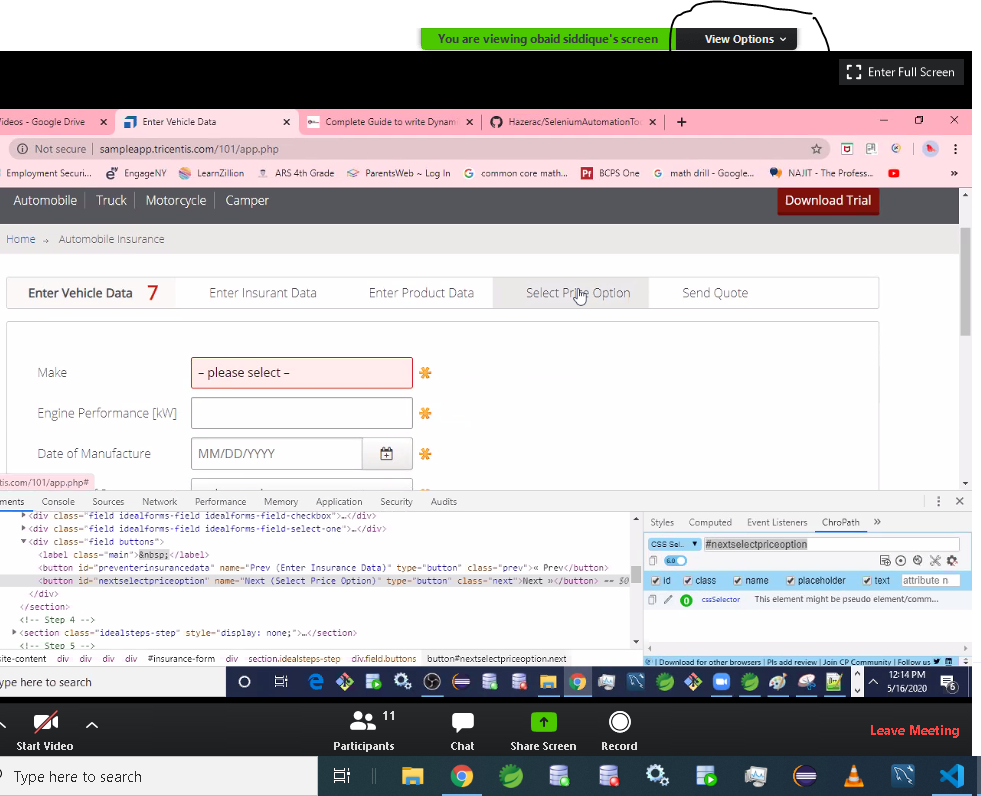 You are viewing obaid siddique's screen View Options
Enter Full Screen
/ideos - Google Drive Enter Vehicle Data Complete Guide to write Dynam Hazerac/SeleniumAutomationTo
Not secure | sampleapp.tricentis.com/101/app.php
Employment Securi... EngageNY LearnZillion ARS 4th Grade ParentsWeb ~ Log In common core math... BCPS One math drill - Google... NAJIT - The Profess... »
Automobile Truck Motorcycle Camper Download Trial
Home → Automobile Insurance
Enter Vehicle Data 7 Enter Insurant Data Enter Product Data Select Price Option Send Quote
Make – please select –
Engine Performance [kW]
Date of Manufacture MM/DD/YYYY
tis.com/101/app.php#
ments Console Sources Network Performance Memory Application Security Audits
<div class="field idealforms-field idealforms-field-checkbox">…</div>
<div class="field idealforms-field idealforms-field-select-one">…</div>
<div class="field buttons">
<label class="main">&nbsp;</label>
<button id="preventerinsurancedata" name="Prev (Enter Insurance Data)" type="button" class="prev">« Prev</button>
<button id="nextselectpriceoption" name="Next (Select Price Option)" type="button" class="next">Next »</button> == $0
</div>
</section>
<!-- Step 4 -->
<section class="idealsteps-step" style="display: none;">…</section>
<!-- Step 5 -->
site-content div div div div #insurance-form div section.idealsteps-step div.field.buttons button#nextselectpriceoption.next
Styles Computed Event Listeners ChroPath »
CSS Sel... #nextselectpriceoption
id class name placeholder text attribute n
0 cssSelector This element might be pseudo element/comm...
| Download for other browsers | Pls add review | Join CP Community | Follow us
ype here to search
12:14 PM
5/16/2020
6
Start Video Participants 11 Chat Share Screen Record Leave Meeting
Type here to search